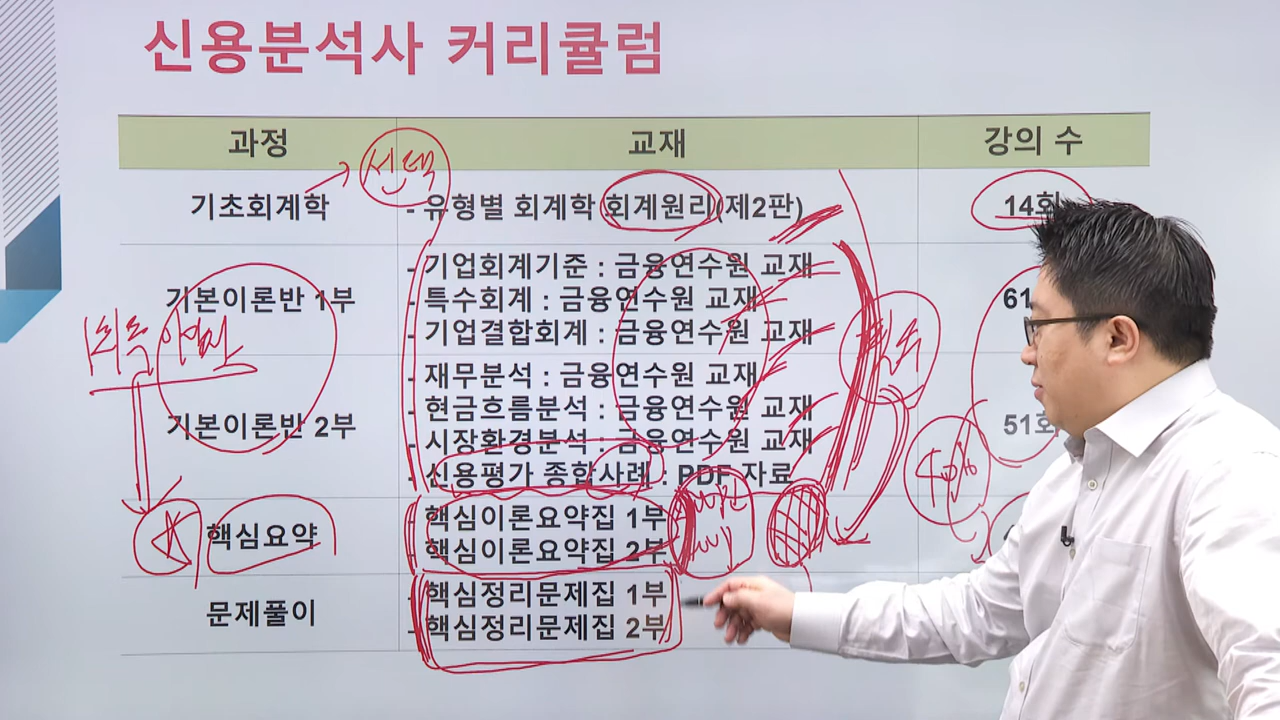 신용분석사 커리큘럼
과정 교재 강의 수
선택
기초회계학 - 유형별 회계학 회계원리(제2판) 14회
기본이론반 1부 - 기업회계기준 : 금융연수원 교재 61
- 특수회계 : 금융연수원 교재
- 기업결합회계 : 금융연수원 교재
기본이론반 2부 - 재무분석 : 금융연수원 교재 51회
- 현금흐름분석 : 금융연수원 교재
- 시장환경분석 : 금융연수원 교재
- 신용평가 종합사례 : PDF 자료
핵심요약 - 핵심이론요약집 1부
- 핵심이론요약집 2부
문제풀이 - 핵심정리문제집 1부
- 핵심정리문제집 2부